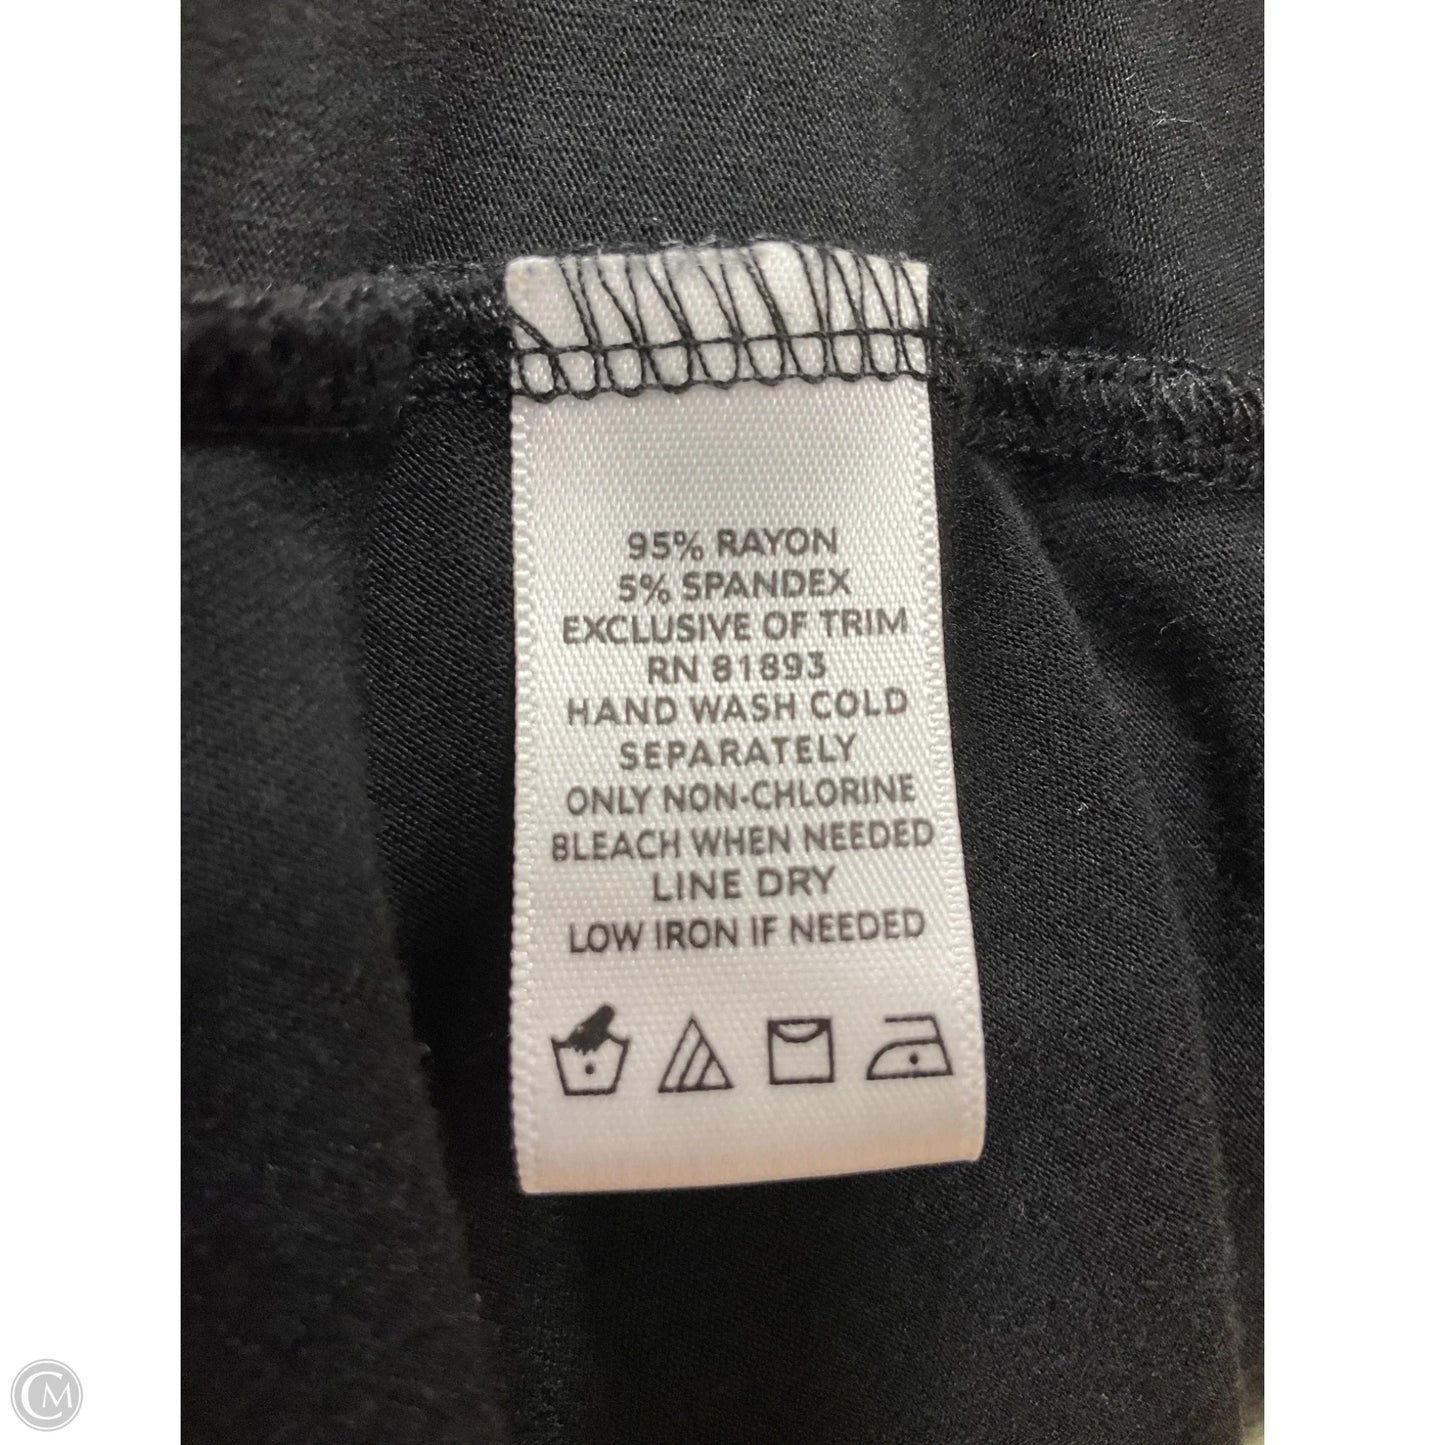 95% RAYON
5% SPANDEX
EXCLUSIVE OF TRIM
RN 81893
HAND WASH COLD
SEPARATELY
ONLY NON-CHLORINE
BLEACH WHEN NEEDED
LINE DRY
LOW IRON IF NEEDED
CM